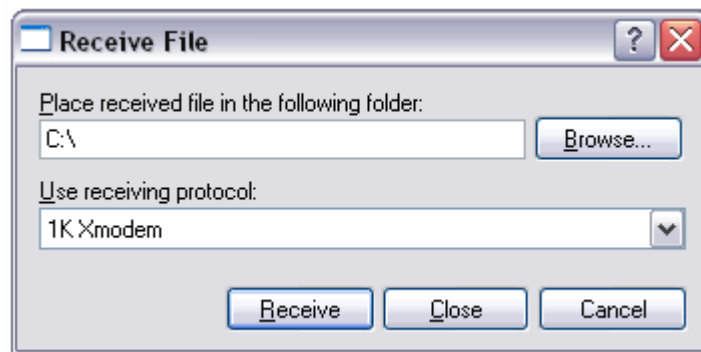 Receive File
Place received file in the following folder:
C:\
Browse...
Use receiving protocol:
1K Xmodem
Receive
Close
Cancel